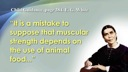 "It is a mistake to
suppose that muscular
strength depends on
the use of animal
food...."